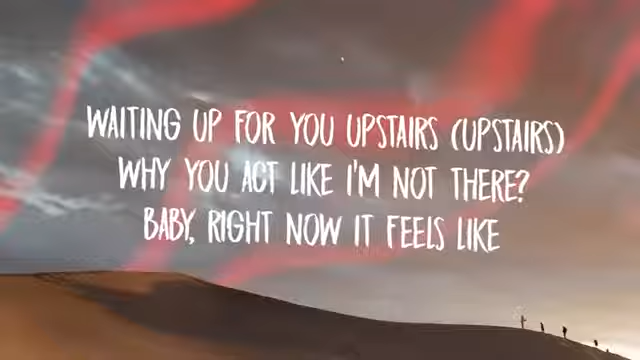 WAITING UP FOR YOU UPSTAIRS (UPSTAIRS)
WHY YOU ACT LIKE I'M NOT THERE?
BABY, RIGHT NOW IT FEELS LIKE